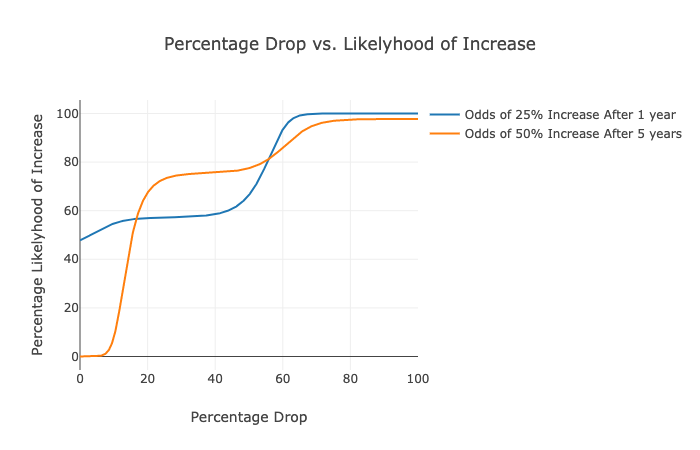 Percentage Drop vs. Likelyhood of Increase
Odds of 25% Increase After 1 year
Odds of 50% Increase After 5 years
Percentage Likelyhood of Increase
100
80
60
40
20
0
0 20 40 60 80 100
Percentage Drop